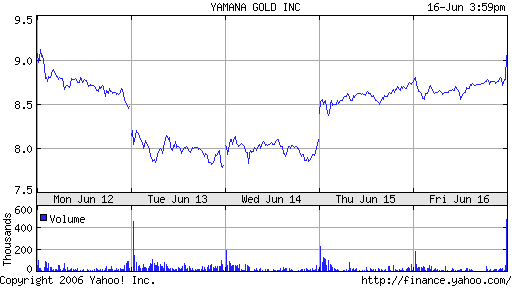 YAMANA GOLD INC 16-Jun 3:59pm
9.5
9.0
8.5
8.0
7.5
Mon Jun 12 Tue Jun 13 Wed Jun 14 Thu Jun 15 Fri Jun 16
600
400
200
0
Thousands
Volume
Copyright 2006 Yahoo! Inc. http://finance.yahoo.com/